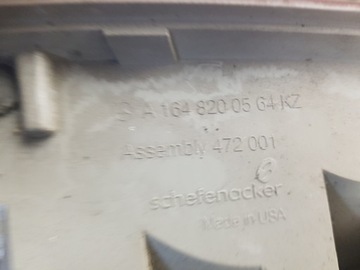 A 164 820 05 64 KZ
Assembly 472 001
schefenacker
Made in USA